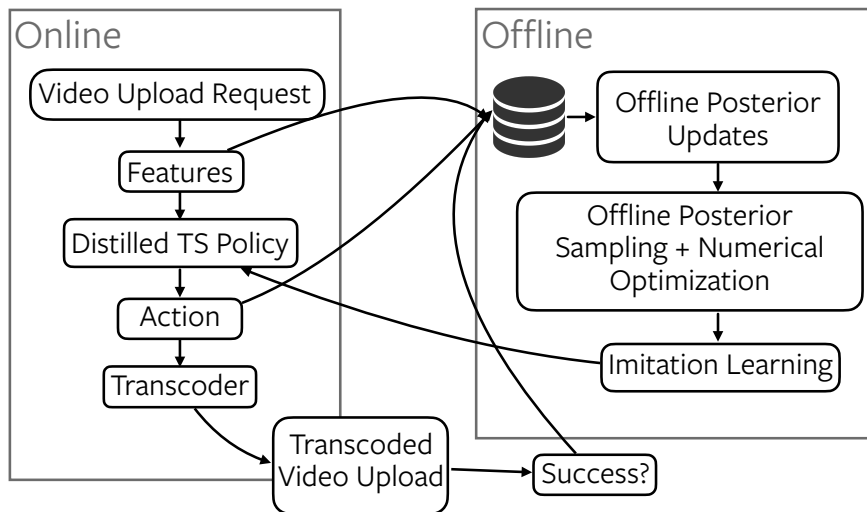 Online
Video Upload Request
Features
Distilled TS Policy
Action
Transcoder
Transcoded
Video Upload
Success?
Offline
Offline Posterior
Updates
Offline Posterior
Sampling + Numerical
Optimization
Imitation Learning